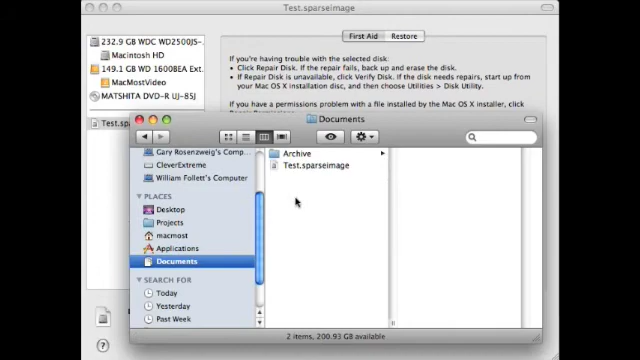 Test.sparseimage
First Aid
Restore
232.9 GB WDC WD2500JS-...
Macintosh HD
149.1 GB WD 1600BEA Ext...
MacMostVideo
MATSHITA DVD-R UJ-85J
Test.sp
If you're having trouble with the selected disk:
• Click Repair Disk. If the repair fails, back up and erase the disk.
• If Repair Disk is unavailable, click Verify Disk. If the disk needs repairs, start up from
your Mac OS X installation disc, and then choose Utilities > Disk Utility.
If you have a permissions problem with a file installed by the Mac OS X installer, click
Documents
Gary Rosenzweig's Comp...
CleverExtreme
William Follett's Computer
PLACES
Desktop
Projects
macmost
Applications
Documents
SEARCH FOR
Today
Yesterday
Past Week
Archive
Test.sparseimage
2 items, 200.93 GB available